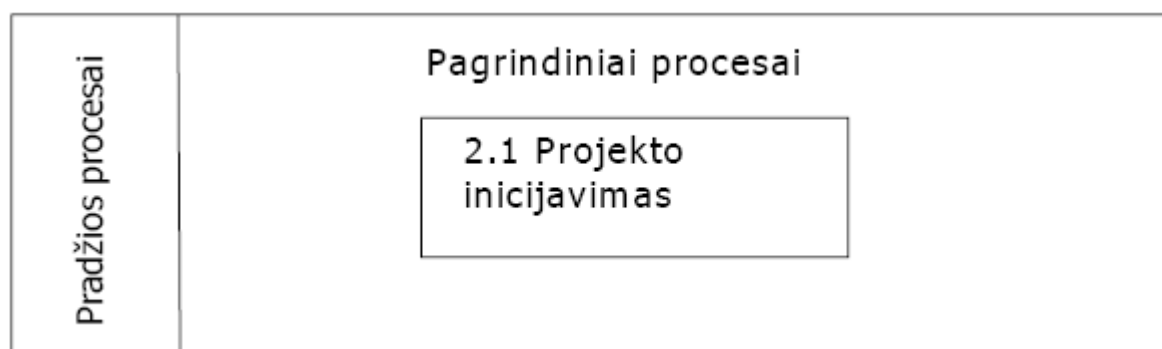 Pradžios procesai
Pagrindiniai procesai
2.1 Projekto
inicijavimas